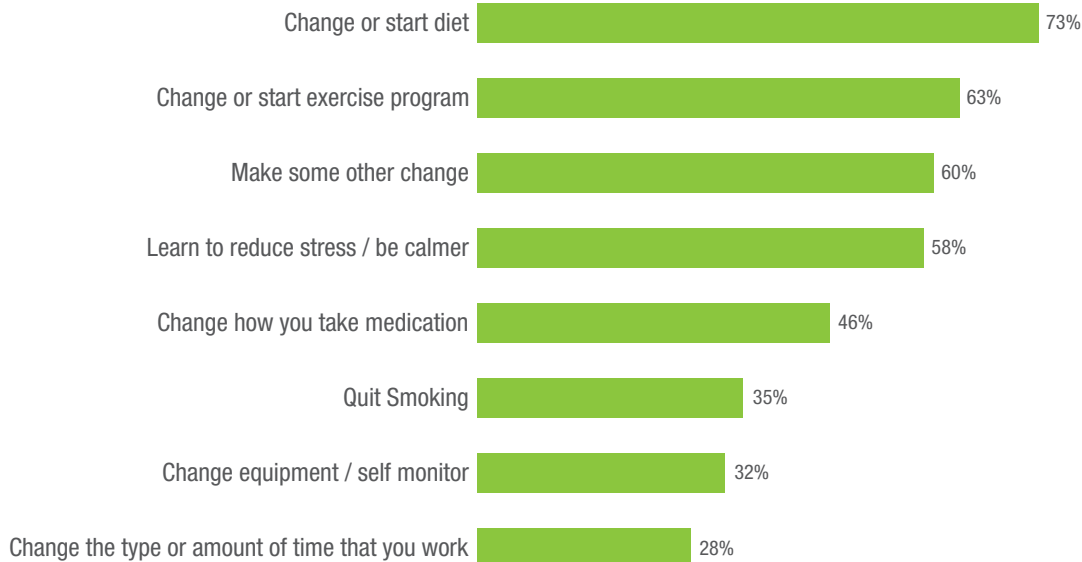 Change or start diet 73%
Change or start exercise program 63%
Make some other change 60%
Learn to reduce stress / be calmer 58%
Change how you take medication 46%
Quit Smoking 35%
Change equipment / self monitor 32%
Change the type or amount of time that you work 28%